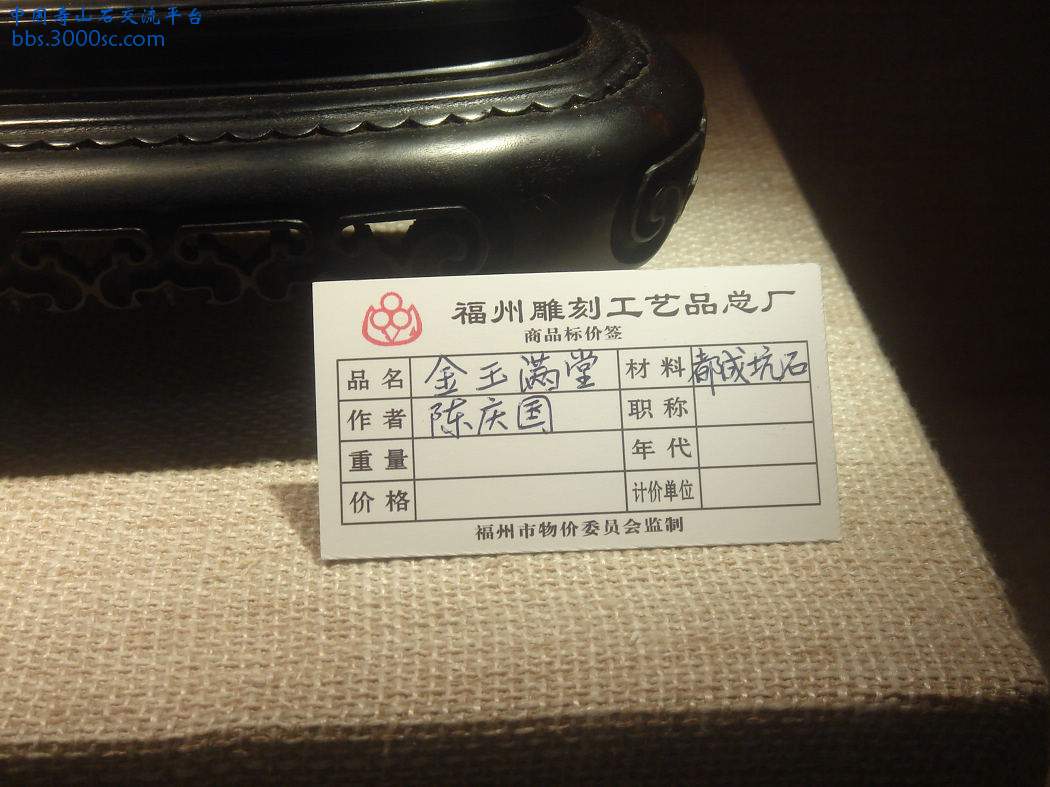 中国寿山石交流平台
bbs.3000sc.com
福州雕刻工艺品总厂
商品标价签
品名 金玉满堂 材料 都成坑石
作者 陈庆国 职称
重量 年代
价格 计价单位
福州市物价委员会监制